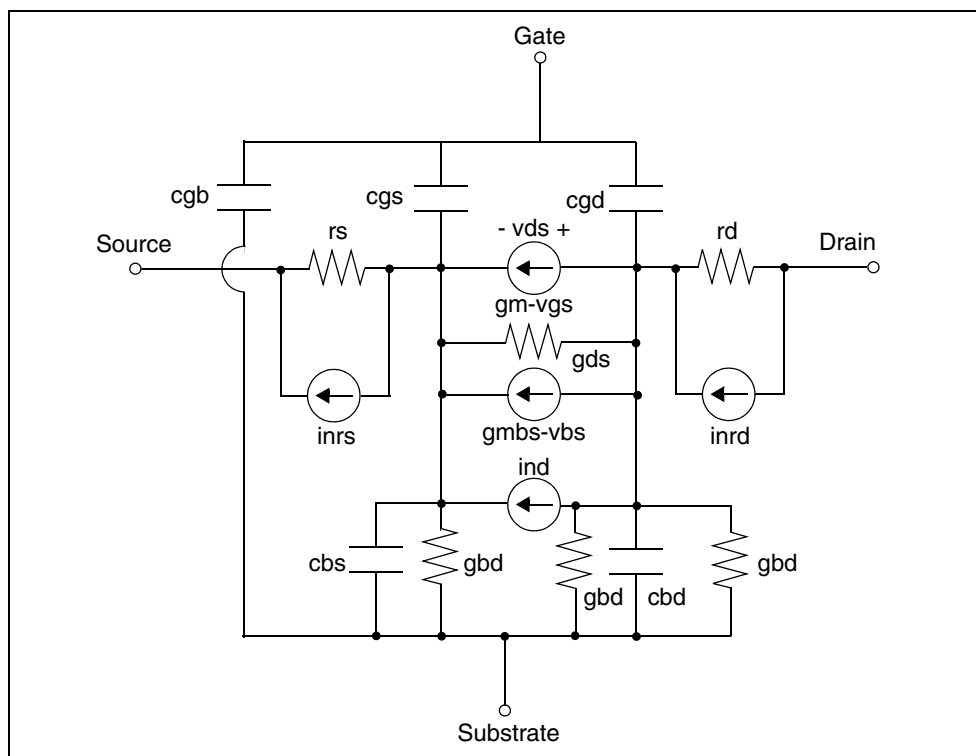 Gate
cgb
cgs
cgd
- vds +
Source
rs
rd
Drain
gm-vgs
gds
inrs
gmbs-vbs
inrd
ind
cbs
gbd
gbd
cbd
gbd
Substrate